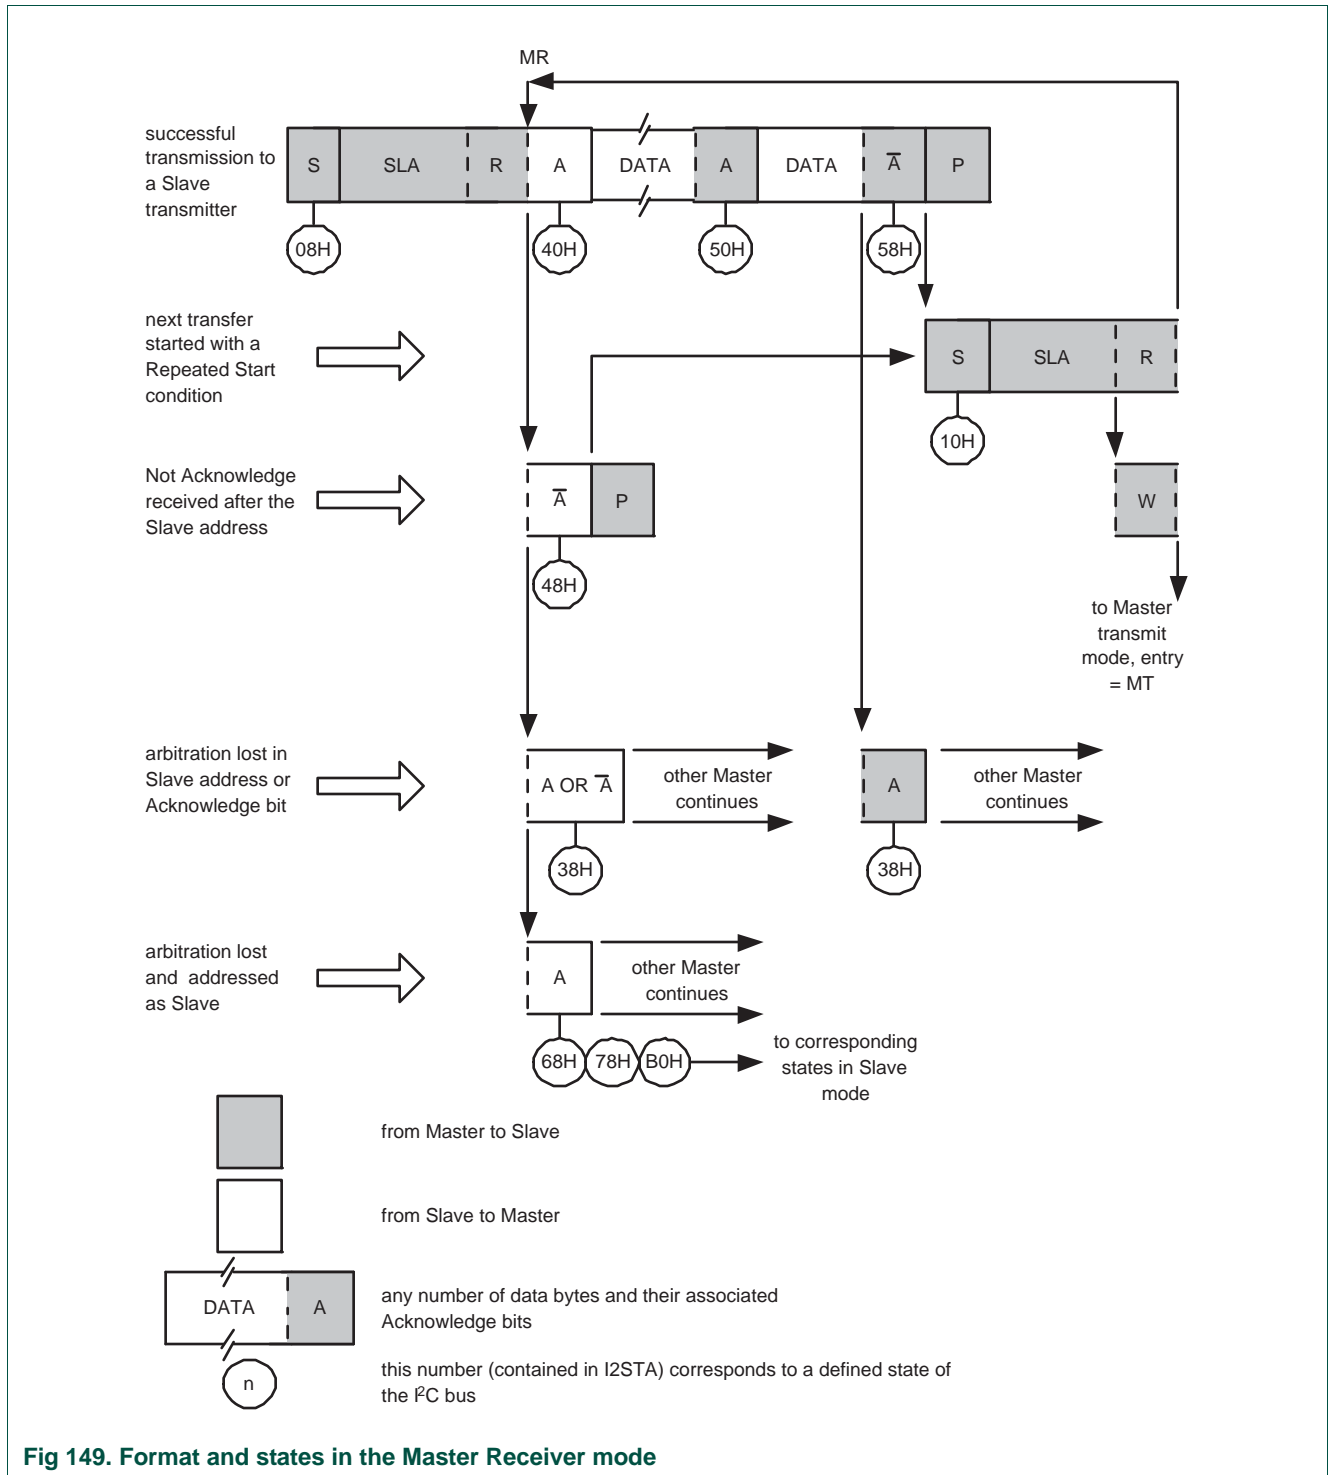 MR
successful
transmission to
a Slave
transmitter
S SLA R A DATA A DATA A̅ P
08H 40H 50H 58H
next transfer
started with a
Repeated Start
condition
S SLA R
10H
Not Acknowledge
received after the
Slave address
A̅ P
W
48H
to Master
transmit
mode, entry
= MT
arbitration lost in
Slave address or
Acknowledge bit
A OR A̅
other Master
continues
A
other Master
continues
38H 38H
arbitration lost
and addressed
as Slave
A
other Master
continues
68H 78H B0H
to corresponding
states in Slave
mode
from Master to Slave
from Slave to Master
DATA A
any number of data bytes and their associated
Acknowledge bits
n
this number (contained in I2STA) corresponds to a defined state of
the I²C bus
Fig 149. Format and states in the Master Receiver mode